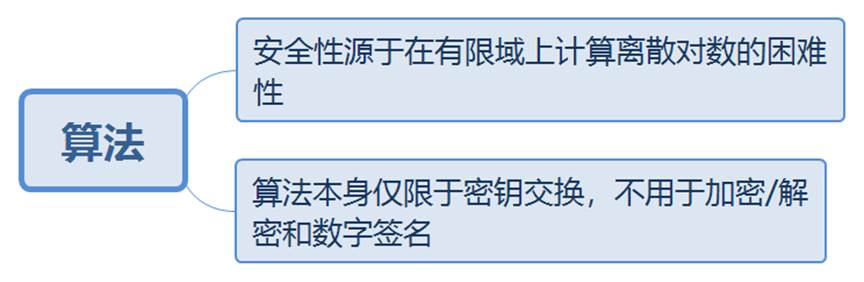 算法
安全性源于在有限域上计算离散对数的困难
性
算法本身仅限于密钥交换，不用于加密/解
密和数字签名